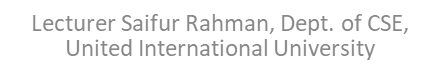 Lecturer Saifur Rahman, Dept. of CSE,
United International University